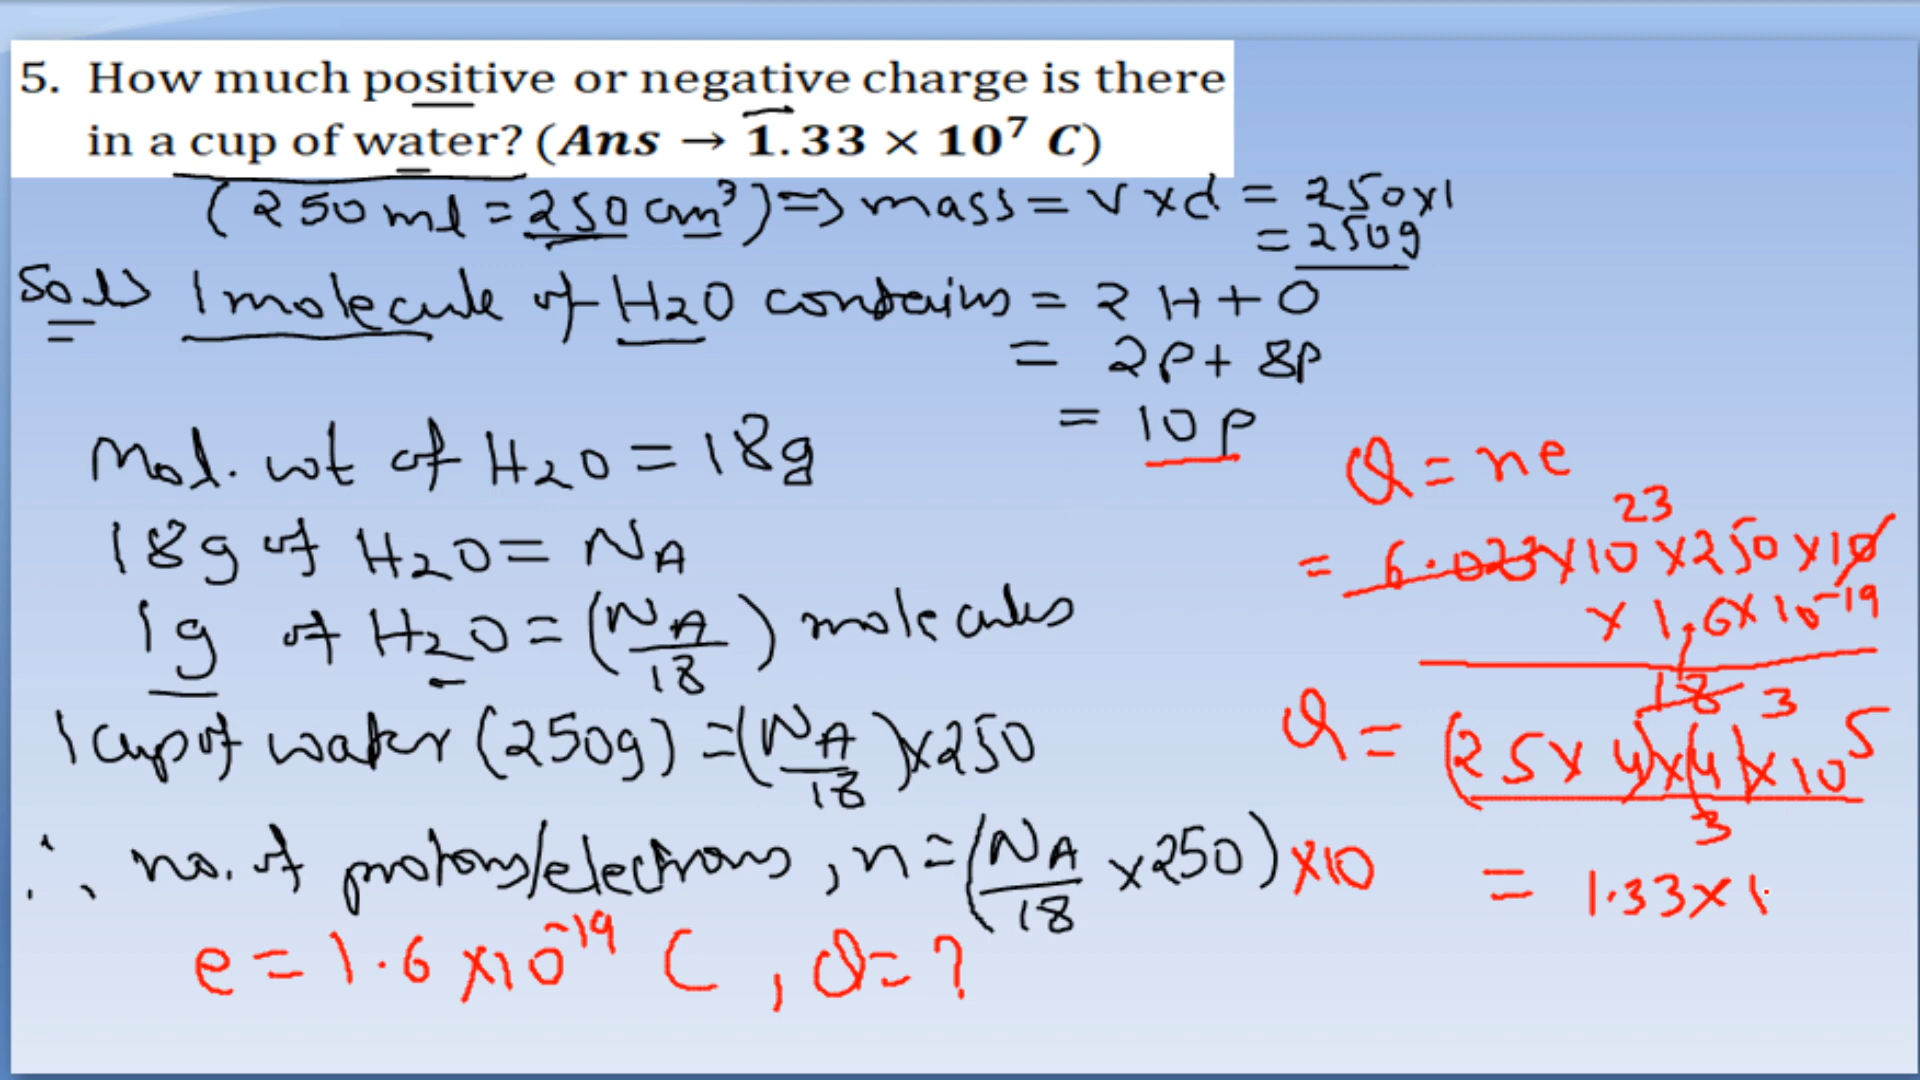 5. How much positive or negative charge is there
in a cup of water? (Ans → 1.33 × 10⁷ C)
(250 ml = 250 cm³) ⇒ mass = V × d = 250×1
= 250g
Sol: 1 molecule of H2O contains = 2 H + O
= 2P + 8P
= 10 P
Mol. wt of H2O = 18g
18g of H2O = NA
1g of H2O = (NA/18) molecules
1 cup of water (250g) = (NA/18) × 250
∴, no. of protons/electrons, n = (NA/18 × 250) × 10
e = 1.6 × 10⁻¹⁹ C, Q = ?
Q = ne
= 6.023 × 10²³ × 250 × 10
× 1.6 × 10⁻¹⁹
18 3
Q = (25 × 4) × (4) × 10⁵
3
= 1.33 × 1